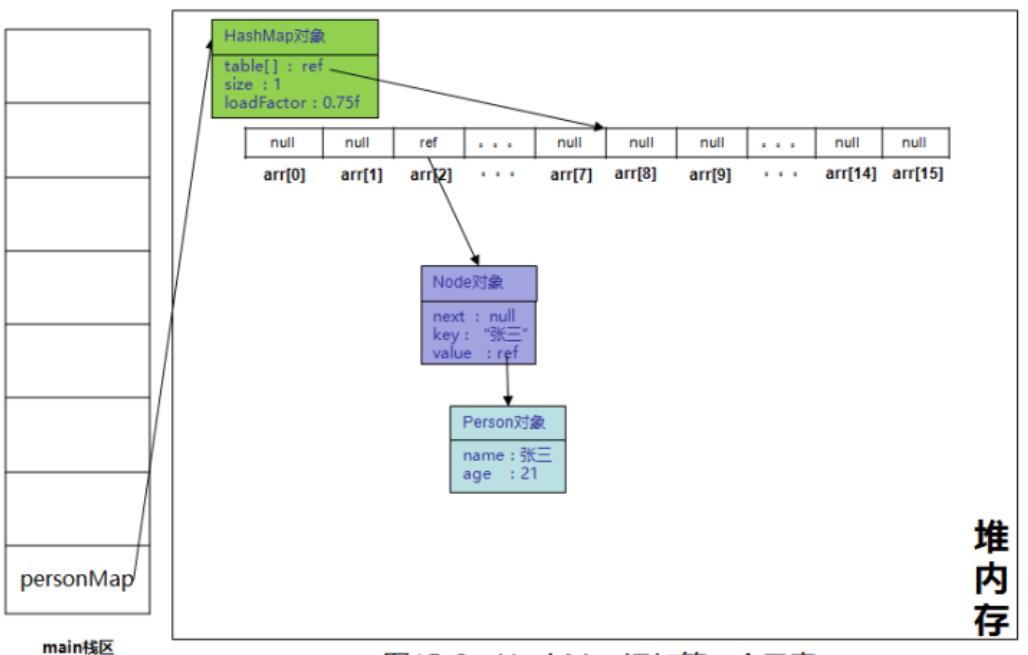 HashMap对象
table[] : ref
size : 1
loadFactor : 0.75f
null null ref 。。。 null null null 。。。 null null
arr[0] arr[1] arr[2] 。。。 arr[7] arr[8] arr[9] 。。。 arr[14] arr[15]
Node对象
next : null
key : “张三”
value : ref
Person对象
name : 张三
age : 21
堆
内
存
personMap
main栈区